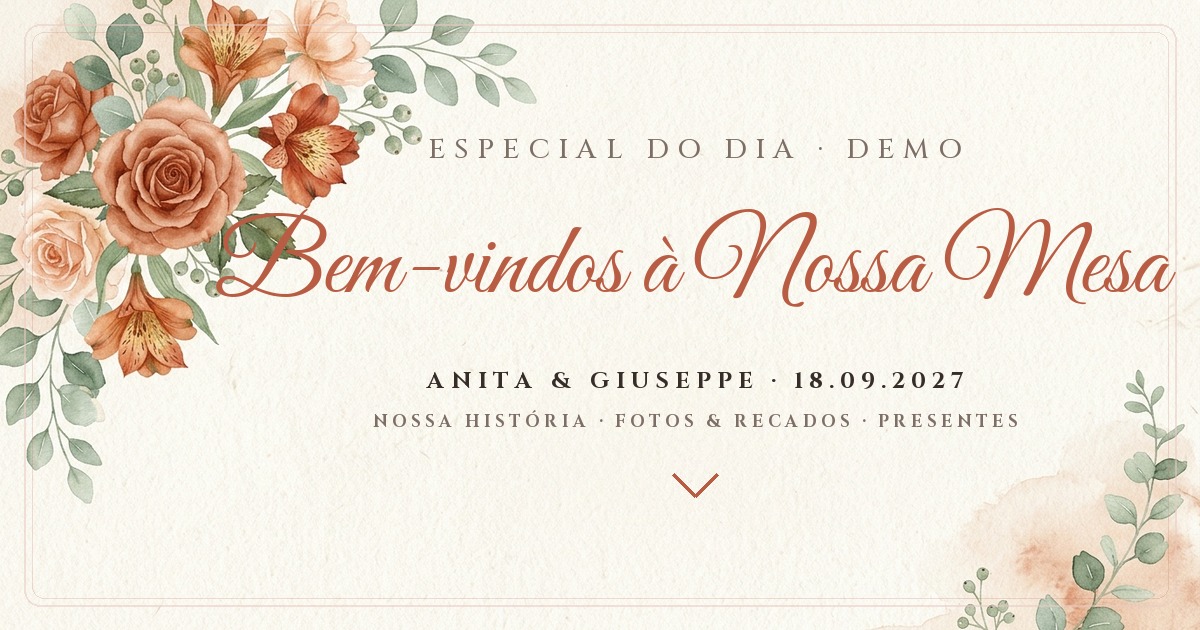 ESPECIAL DO DIA · DEMO
Bem-vindos à Nossa Mesa
ANITA & GIUSEPPE · 18.09.2027
NOSSA HISTÓRIA · FOTOS & RECADOS · PRESENTES